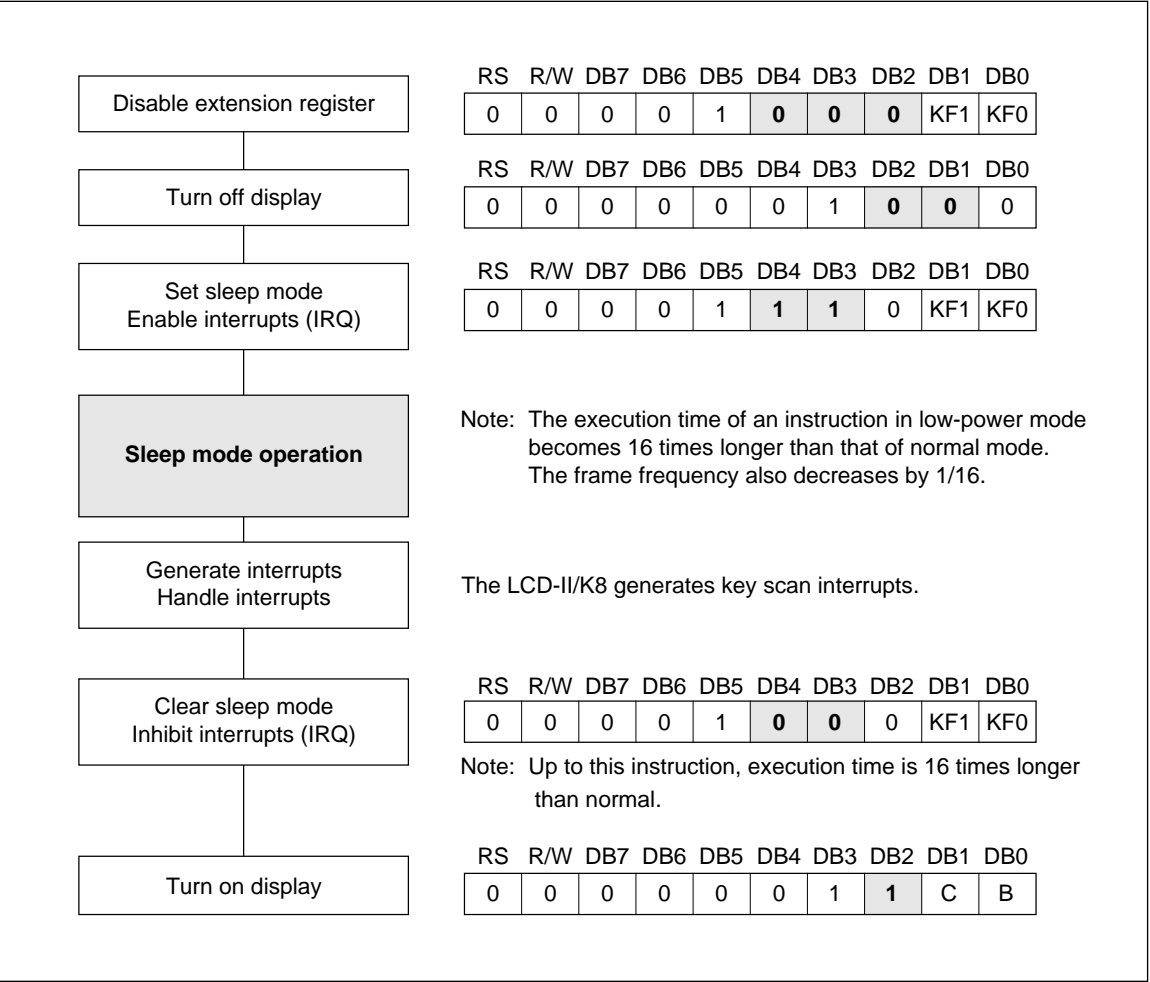 Disable extension register
RS R/W DB7 DB6 DB5 DB4 DB3 DB2 DB1 DB0
0 0 0 0 1 0 0 0 KF1 KF0
Turn off display
RS R/W DB7 DB6 DB5 DB4 DB3 DB2 DB1 DB0
0 0 0 0 0 0 1 0 0 0
Set sleep mode
Enable interrupts (IRQ)
RS R/W DB7 DB6 DB5 DB4 DB3 DB2 DB1 DB0
0 0 0 0 1 1 1 0 KF1 KF0
Sleep mode operation
Note: The execution time of an instruction in low-power mode
becomes 16 times longer than that of normal mode.
The frame frequency also decreases by 1/16.
Generate interrupts
Handle interrupts
The LCD-II/K8 generates key scan interrupts.
Clear sleep mode
Inhibit interrupts (IRQ)
RS R/W DB7 DB6 DB5 DB4 DB3 DB2 DB1 DB0
0 0 0 0 1 0 0 0 KF1 KF0
Note: Up to this instruction, execution time is 16 times longer
than normal.
Turn on display
RS R/W DB7 DB6 DB5 DB4 DB3 DB2 DB1 DB0
0 0 0 0 0 0 1 1 C B